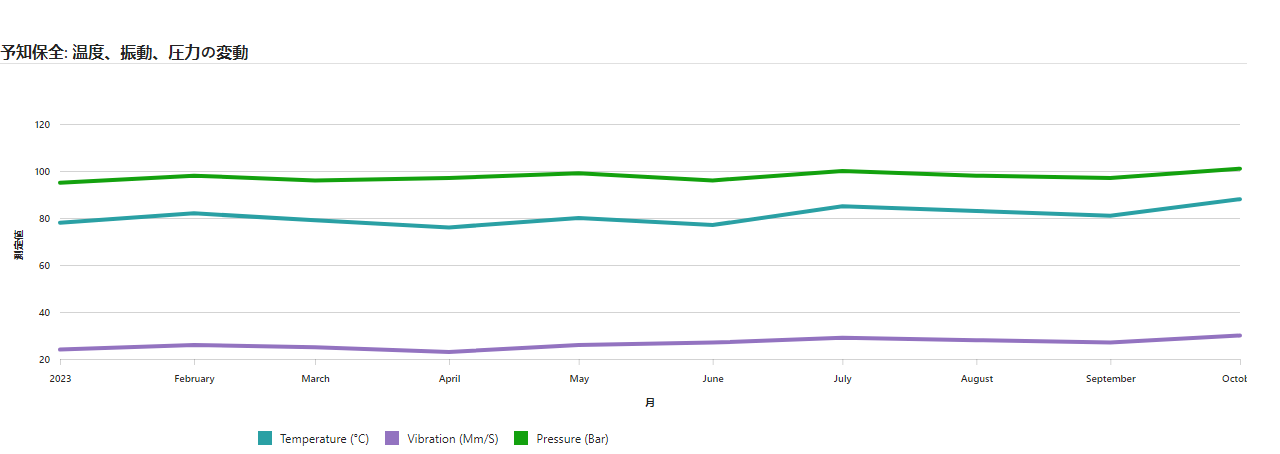 予知保全: 温度、振動、圧力の変動
120
100
80
60
40
20
測定値
2023 February March April May June July August September Octob
月
Temperature (°C) Vibration (Mm/S) Pressure (Bar)